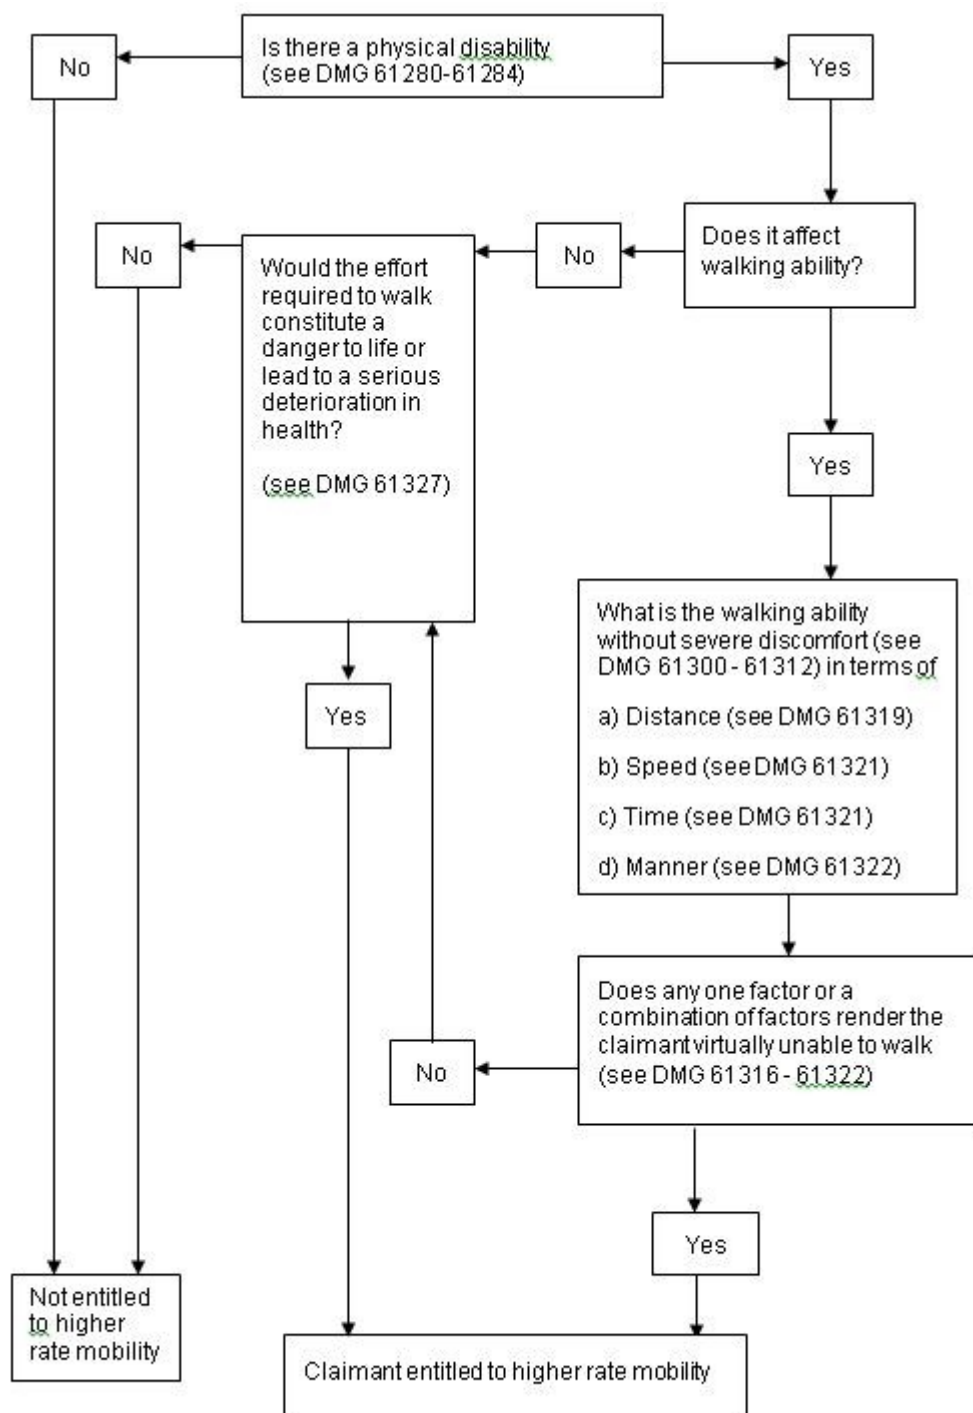 Is there a physical disability
(see DMG 61280-61284)
No
Yes
Does it affect
walking ability?
No
No
Would the effort
required to walk
constitute a
danger to life or
lead to a serious
deterioration in
health?
(see DMG 61327)
Yes
Yes
What is the walking ability
without severe discomfort (see
DMG 61300 - 61312) in terms of
a) Distance (see DMG 61319)
b) Speed (see DMG 61321)
c) Time (see DMG 61321)
d) Manner (see DMG 61322)
Does any one factor or a
combination of factors render the
claimant virtually unable to walk
(see DMG 61316 - 61322)
No
Yes
Not entitled
to higher
rate mobility
Claimant entitled to higher rate mobility